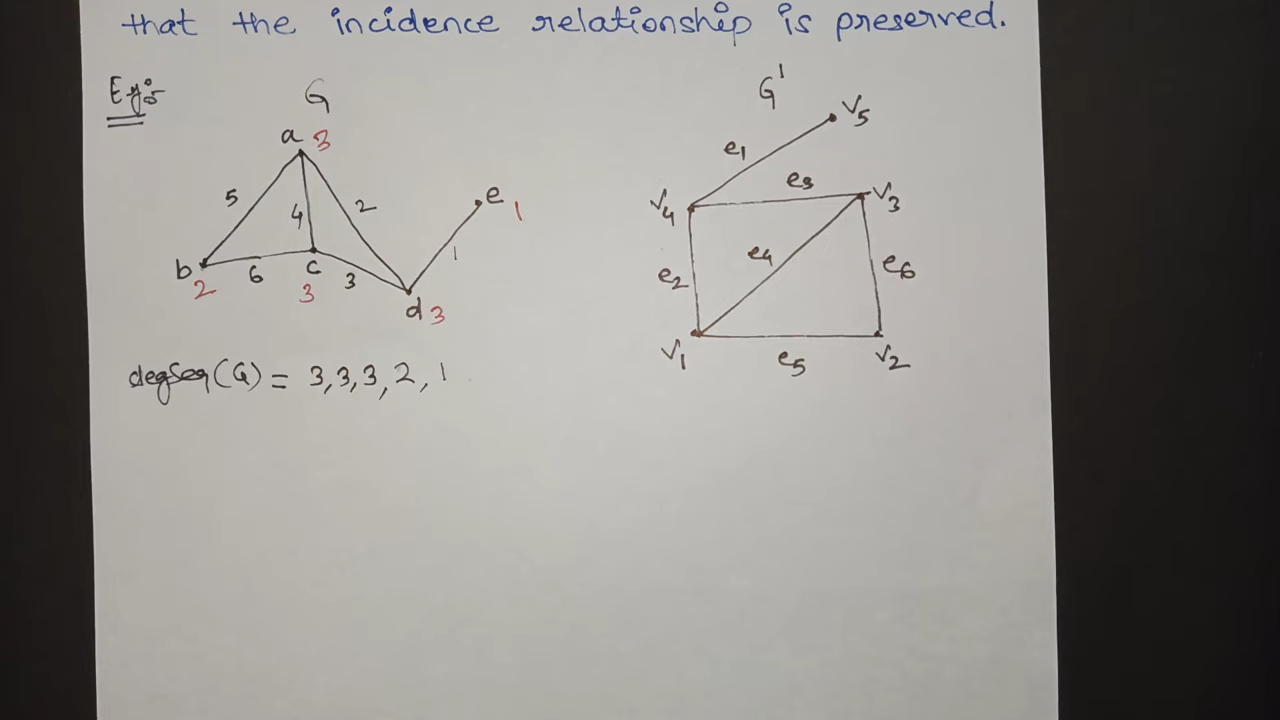 that the incidence relationship is preserved.
Eg:-
G
a 3
5
4
2
e 1
b 2
6
c 3
3
1
d 3
degSeq(G) = 3,3,3,2,1
G'
v5
e1
v4
e3
v3
e2
e4
e6
v1
e5
v2